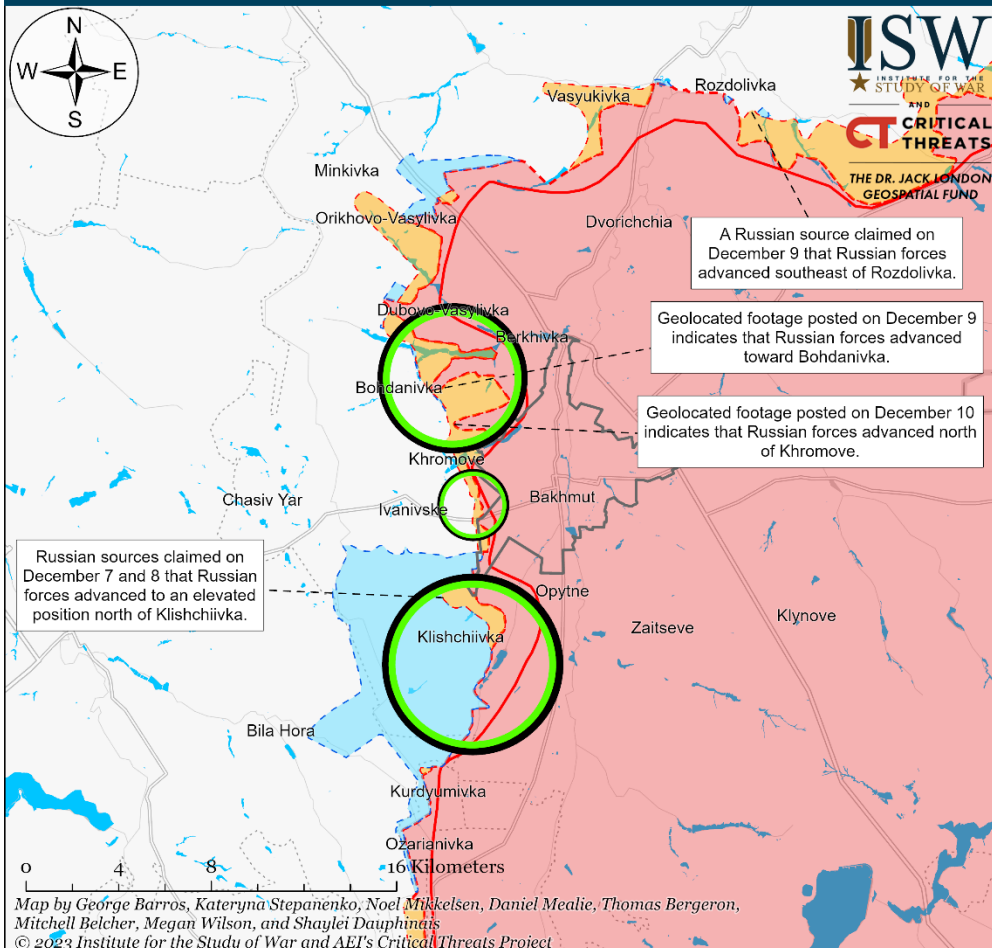 N
W
E
S
ISW
INSTITUTE FOR THE
STUDY OF WAR
AND
CT CRITICAL
THREATS
THE DR. JACK LONDON
GEOSPATIAL FUND
Vasyukivka
Rozdolivka
Minkivka
Orikhovo-Vasylivka
Dvorichchia
A Russian source claimed on
December 9 that Russian forces
advanced southeast of Rozdolivka.
Dubovo-Vasylivka
Berkhivka
Geolocated footage posted on December 9
indicates that Russian forces advanced
toward Bohdanivka.
Bohdanivka
Geolocated footage posted on December 10
indicates that Russian forces advanced north
of Khromove.
Khromove
Chasiv Yar
Ivanivske
Bakhmut
Russian sources claimed on
December 7 and 8 that Russian
forces advanced to an elevated
position north of Klishchiivka.
Opytne
Klishchiivka
Zaitseve
Klynove
Bila Hora
Kurdyumivka
Ozarianivka
0 4 8 16 Kilometers
Map by George Barros, Kateryna Stepanenko, Noel Mikkelsen, Daniel Mealie, Thomas Bergeron,
Mitchell Belcher, Megan Wilson, and Shaylei Dauphinais
© 2023 Institute for the Study of War and AEI's Critical Threats Project